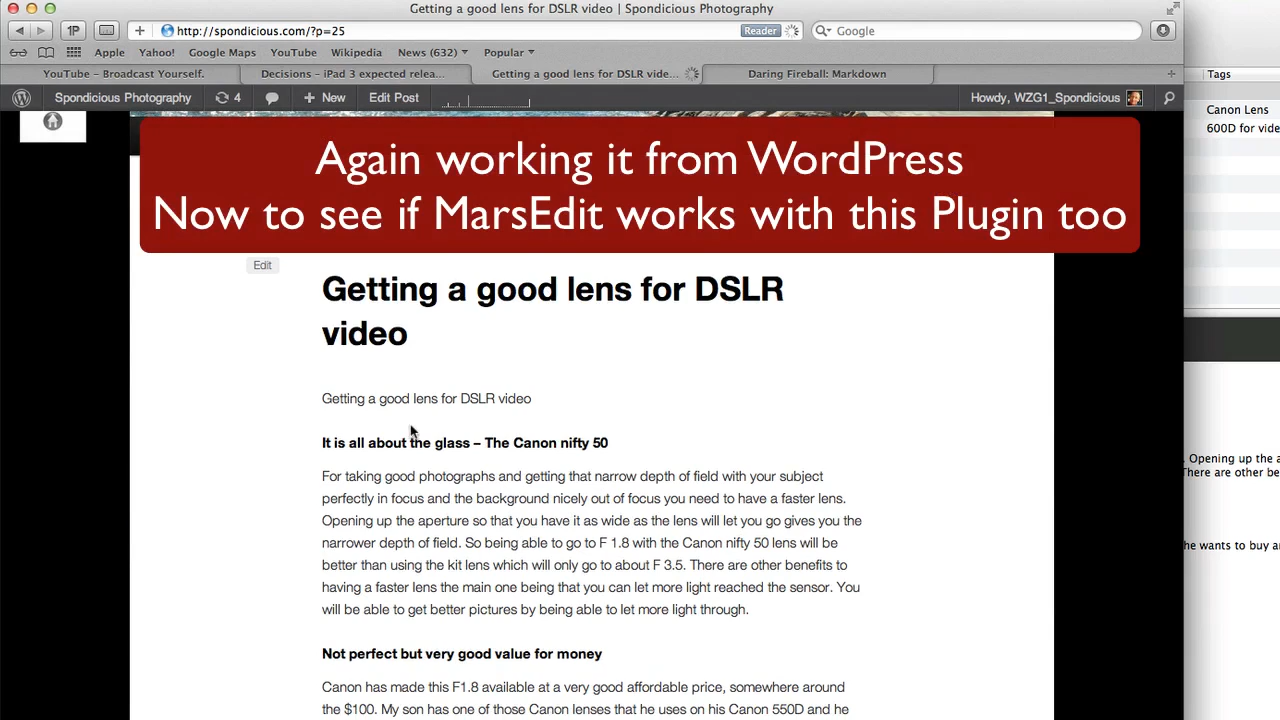 Getting a good lens for DSLR video | Spondicious Photography
http://spondicious.com/?p=25
Reader
Google
Apple
Yahoo!
Google Maps
YouTube
Wikipedia
News (632)
Popular
YouTube – Broadcast Yourself.
Decisions – iPad 3 expected relea...
Getting a good lens for DSLR vide...
Daring Fireball: Markdown
Tags
Spondicious Photography
4
New
Edit Post
Howdy, WZG1_Spondicious
Canon Lens
600D for vide
Again working it from WordPress
Now to see if MarsEdit works with this Plugin too
Edit
Getting a good lens for DSLR
video
Getting a good lens for DSLR video
It is all about the glass – The Canon nifty 50
For taking good photographs and getting that narrow depth of field with your subject
perfectly in focus and the background nicely out of focus you need to have a faster lens.
Opening up the aperture so that you have it as wide as the lens will let you go gives you the
narrower depth of field. So being able to go to F 1.8 with the Canon nifty 50 lens will be
better than using the kit lens which will only go to about F 3.5. There are other benefits to
having a faster lens the main one being that you can let more light reached the sensor. You
will be able to get better pictures by being able to let more light through.
Not perfect but very good value for money
Canon has made this F1.8 available at a very good affordable price, somewhere around
the $100. My son has one of those Canon lenses that he uses on his Canon 550D and he
. Opening up the a
There are other be
he wants to buy a